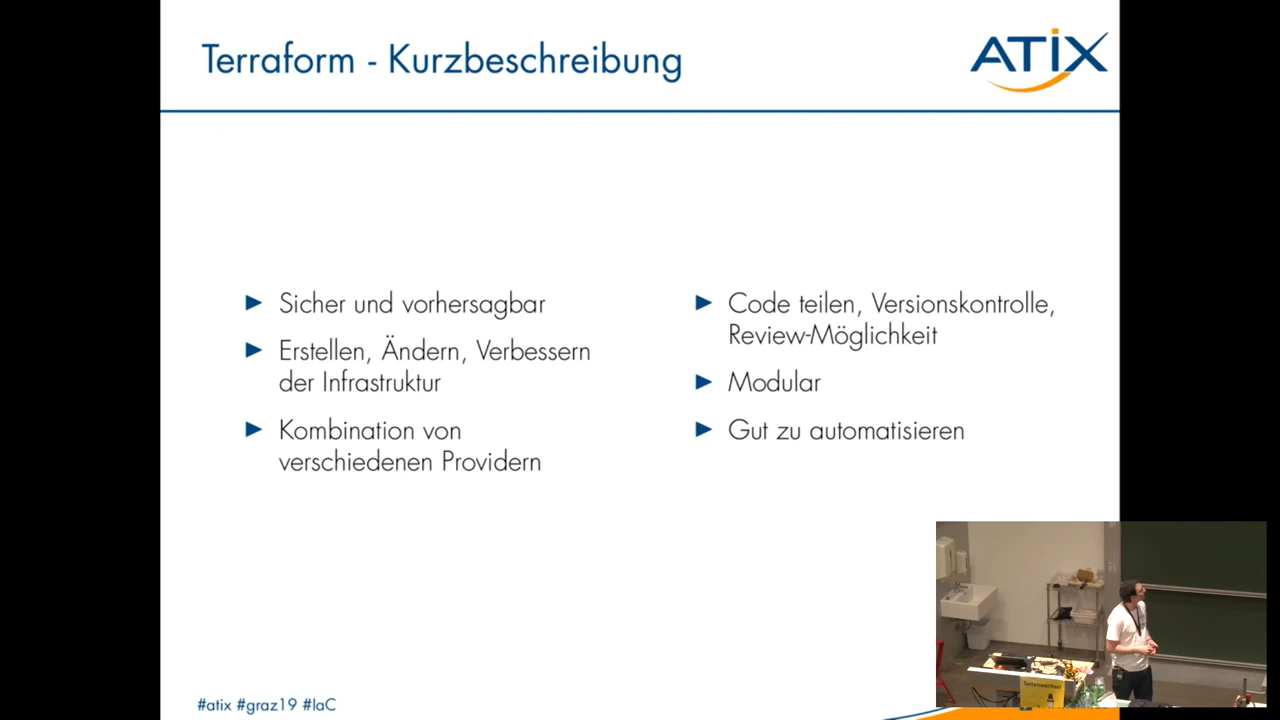 Terraform - Kurzbeschreibung
ATIX
Sicher und vorhersagbar
Erstellen, Ändern, Verbessern
der Infrastruktur
Kombination von
verschiedenen Providern
Code teilen, Versionskontrolle,
Review-Möglichkeit
Modular
Gut zu automatisieren
Seitenwechsel
#atix #graz19 #IaC